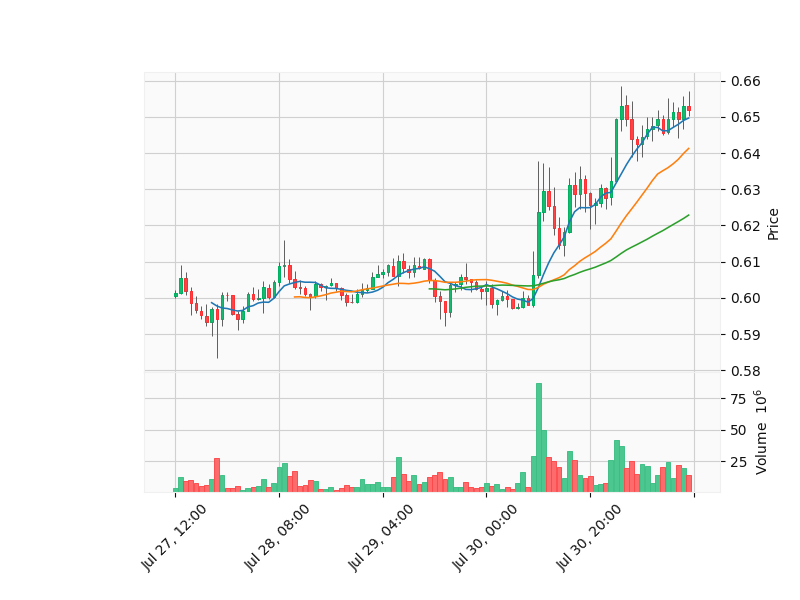 0.66
0.65
0.64
0.63
0.62
0.61
0.60
0.59
0.58
Price
75
50
25
Volume 10^6
Jul 27, 12:00
Jul 28, 08:00
Jul 29, 04:00
Jul 30, 00:00
Jul 30, 20:00